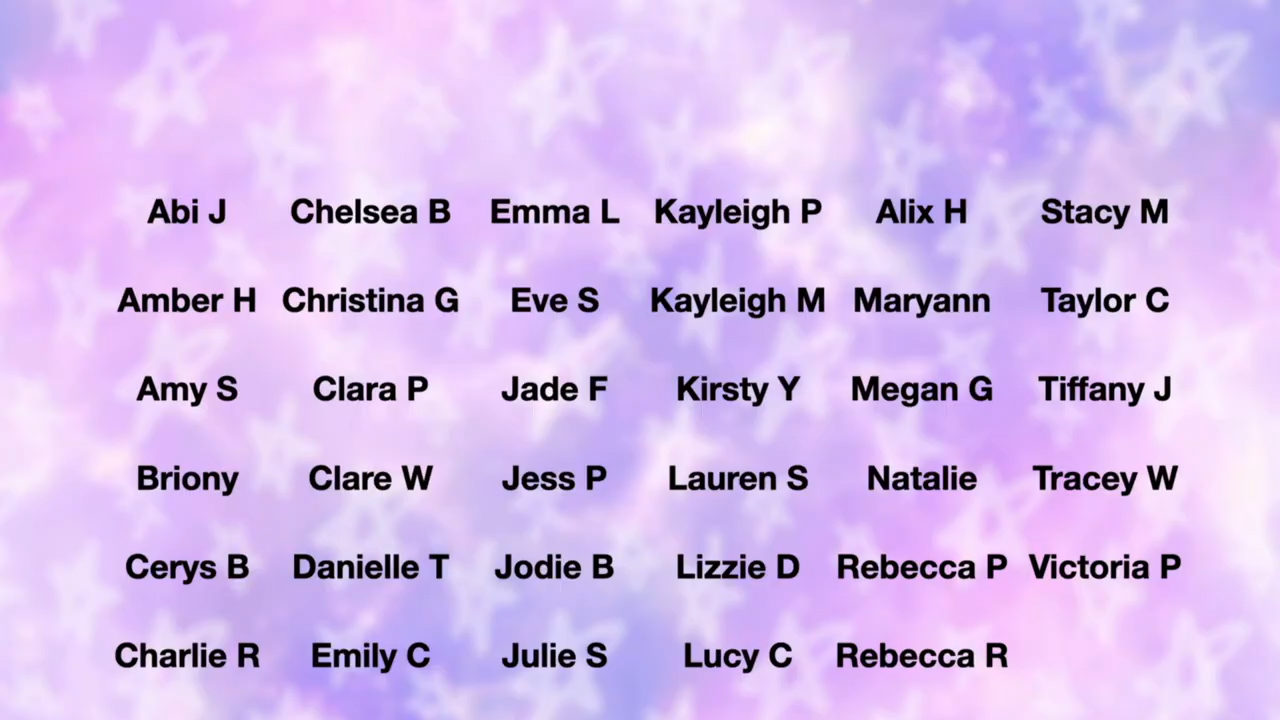 Abi J Chelsea B Emma L Kayleigh P Alix H Stacy M
Amber H Christina G Eve S Kayleigh M Maryann Taylor C
Amy S Clara P Jade F Kirsty Y Megan G Tiffany J
Briony Clare W Jess P Lauren S Natalie Tracey W
Cerys B Danielle T Jodie B Lizzie D Rebecca P Victoria P
Charlie R Emily C Julie S Lucy C Rebecca R